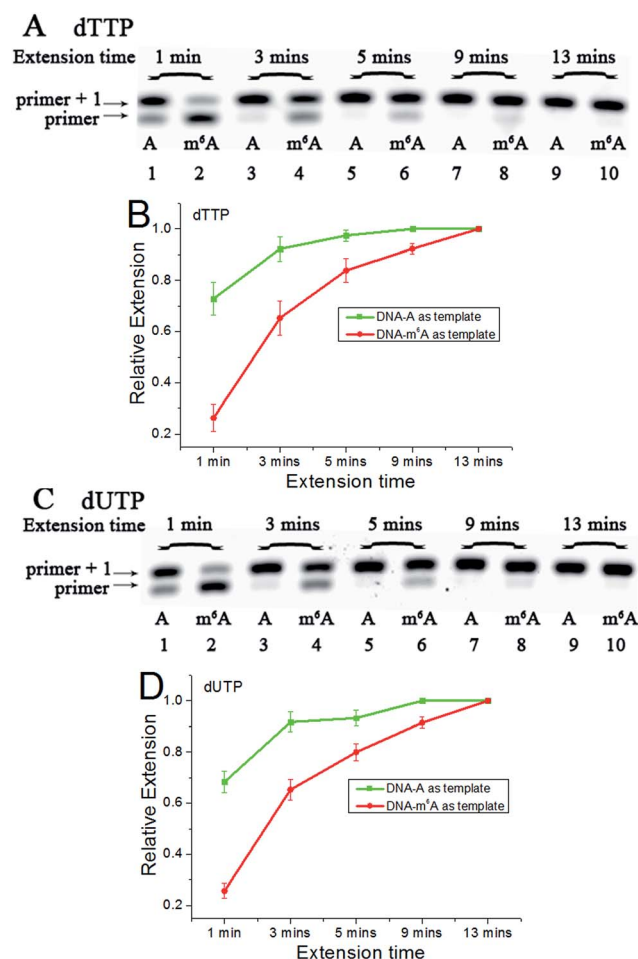 A dTTP
Extension time 1 min 3 mins 5 mins 9 mins 13 mins
primer + 1
primer
A m⁶A A m⁶A A m⁶A A m⁶A A m⁶A
1 2 3 4 5 6 7 8 9 10
B
dTTP
1.0
0.8
0.6
0.4
0.2
Relative Extension
DNA-A as template
DNA-m⁶A as template
1 min 3 mins 5 mins 9 mins 13 mins
Extension time
C dUTP
Extension time 1 min 3 mins 5 mins 9 mins 13 mins
primer + 1
primer
A m⁶A A m⁶A A m⁶A A m⁶A A m⁶A
1 2 3 4 5 6 7 8 9 10
D
dUTP
1.0
0.8
0.6
0.4
0.2
Relative Extension
DNA-A as template
DNA-m⁶A as template
1 min 3 mins 5 mins 9 mins 13 mins
Extension time